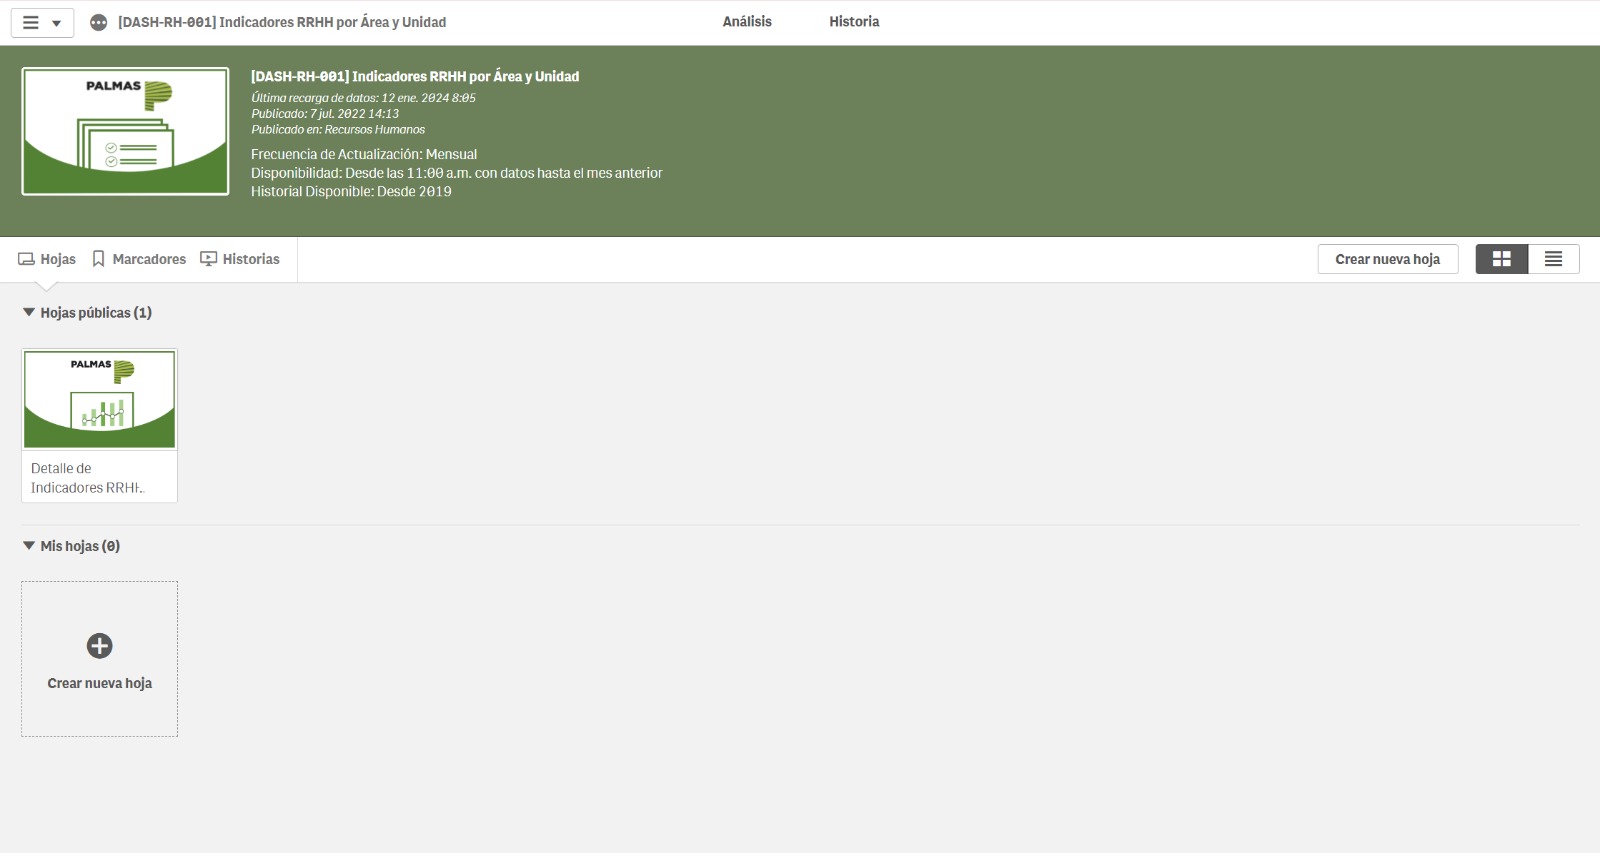 [DASH-RH-001] Indicadores RRHH por Área y Unidad
Análisis
Historia
PALMAS
[DASH-RH-001] Indicadores RRHH por Área y Unidad
Última recarga de datos: 12 ene. 2024 8:05
Publicado: 7 jul. 2022 14:13
Publicado en: Recursos Humanos
Frecuencia de Actualización: Mensual
Disponibilidad: Desde las 11:00 a.m. con datos hasta el mes anterior
Historial Disponible: Desde 2019
Hojas
Marcadores
Historias
Crear nueva hoja
Hojas públicas (1)
PALMAS
Detalle de
Indicadores RRHH..
Mis hojas (0)
Crear nueva hoja